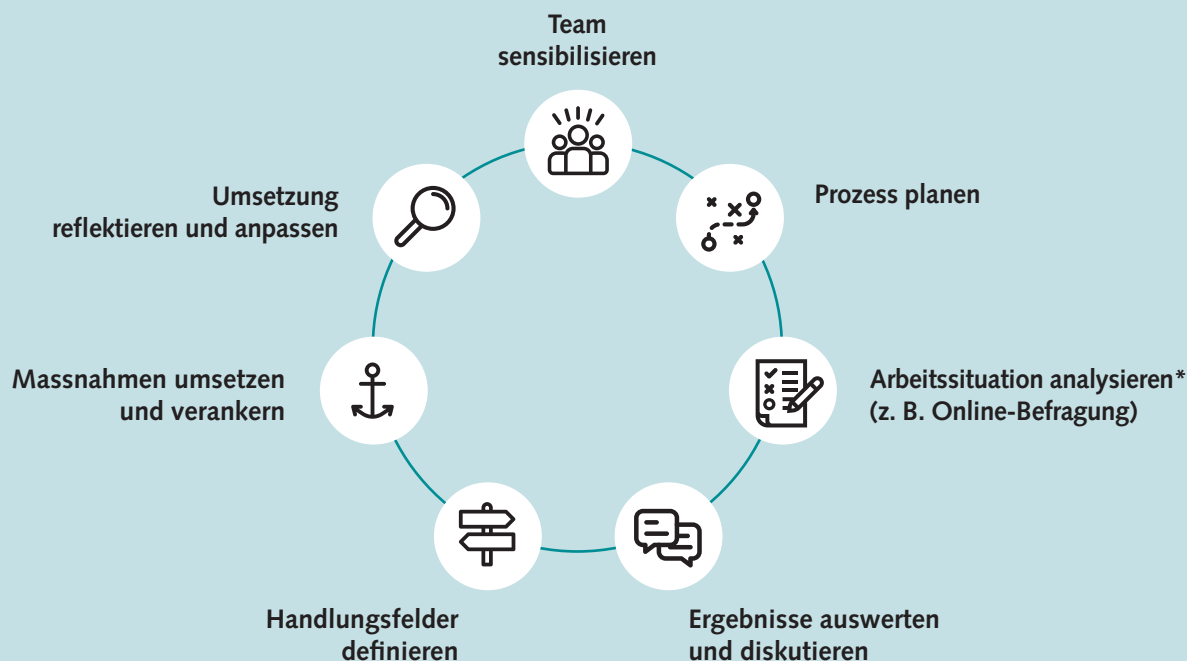 Team
sensibilisieren
Prozess planen
Arbeitssituation analysieren*
(z. B. Online-Befragung)
Ergebnisse auswerten
und diskutieren
Handlungsfelder
definieren
Massnahmen umsetzen
und verankern
Umsetzung
reflektieren und anpassen